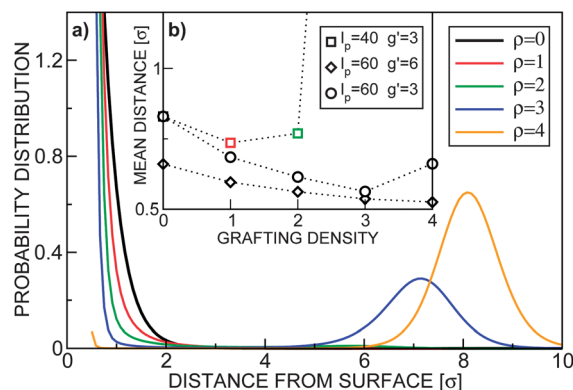 a)
b)
PROBABILITY DISTRIBUTION
1.2
0.8
0.4
0
0 2 4 6 8 10
DISTANCE FROM SURFACE [σ]
MEAN DISTANCE [σ]
1
0.5
0 1 2 3 4
GRAFTING DENSITY
l_p=40 g'=3
l_p=60 g'=6
l_p=60 g'=3
ρ=0
ρ=1
ρ=2
ρ=3
ρ=4